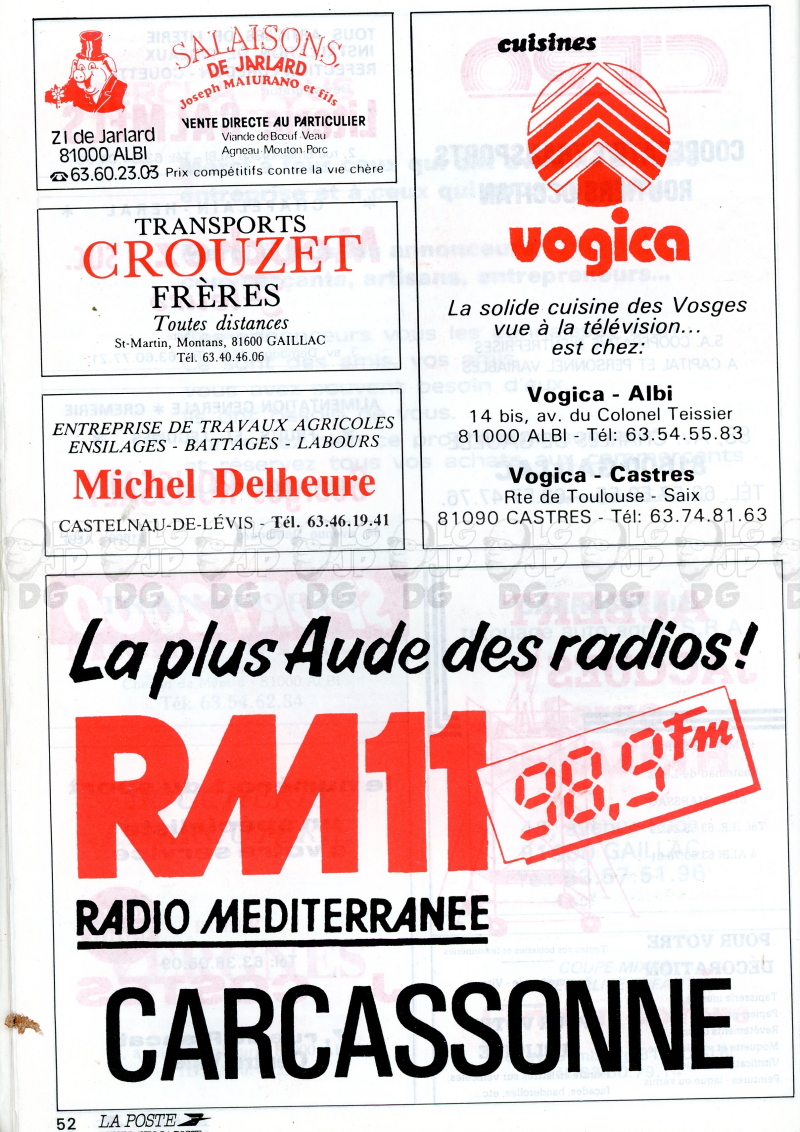 SALAISONS
DE JARLARD
Joseph MAIURANO et fils
VENTE DIRECTE AU PARTICULIER
Viande de Bœuf - Veau
Agneau - Mouton - Porc
ZI de Jarlard
81000 ALBI
☎ 63.60.23.03 Prix compétitifs contre la vie chère
TRANSPORTS
CROUZET
FRÈRES
Toutes distances
St-Martin, Montans, 81600 GAILLAC
Tél. 63.40.46.06
ENTREPRISE DE TRAVAUX AGRICOLES
ENSILAGES - BATTAGES - LABOURS
Michel Delheure
CASTELNAU-DE-LÉVIS - Tél. 63.46.19.41
cuisines
vogica
La solide cuisine des Vosges
vue à la télévision...
est chez:
Vogica - Albi
14 bis, av. du Colonel Teissier
81000 ALBI - Tél: 63.54.55.83
Vogica - Castres
Rte de Toulouse - Saix
81090 CASTRES - Tél: 63.74.81.63
LG JP DG
La plus Aude des radios!
RM11
98.9 Fm
RADIO MEDITERRANEE
CARCASSONNE
52 LA POSTE